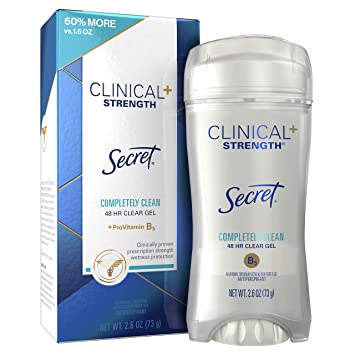 60% MORE
vs. 1.6 OZ
CLINICAL+
STRENGTH®
Secret®
COMPLETELY CLEAN
48 HR CLEAR GEL
+ProVitamin B5
Clinically proven
prescription strength
wetness protection
NET WT. 2.6 OZ (73 g)
CLINICAL+
STRENGTH®
Secret®
COMPLETELY CLEAN
48 HR CLEAR GEL
B5
ANTIPERSPIRANT
NET WT. 2.6 OZ (73 g)